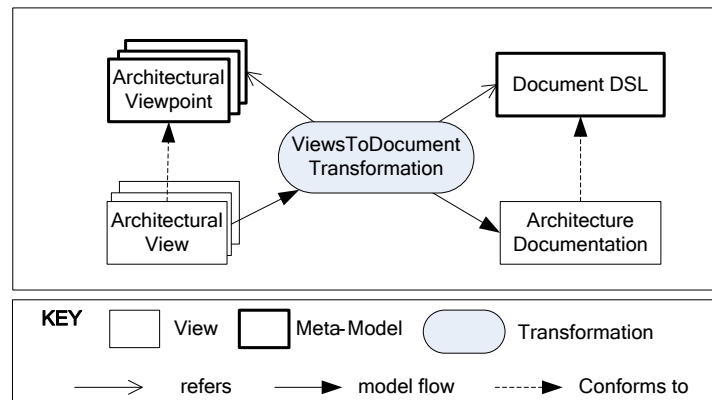 Architectural
Viewpoint
Document DSL
ViewsToDocument
Transformation
Architectural
View
Architecture
Documentation
KEY
View
Meta-Model
Transformation
refers
model flow
Conforms to